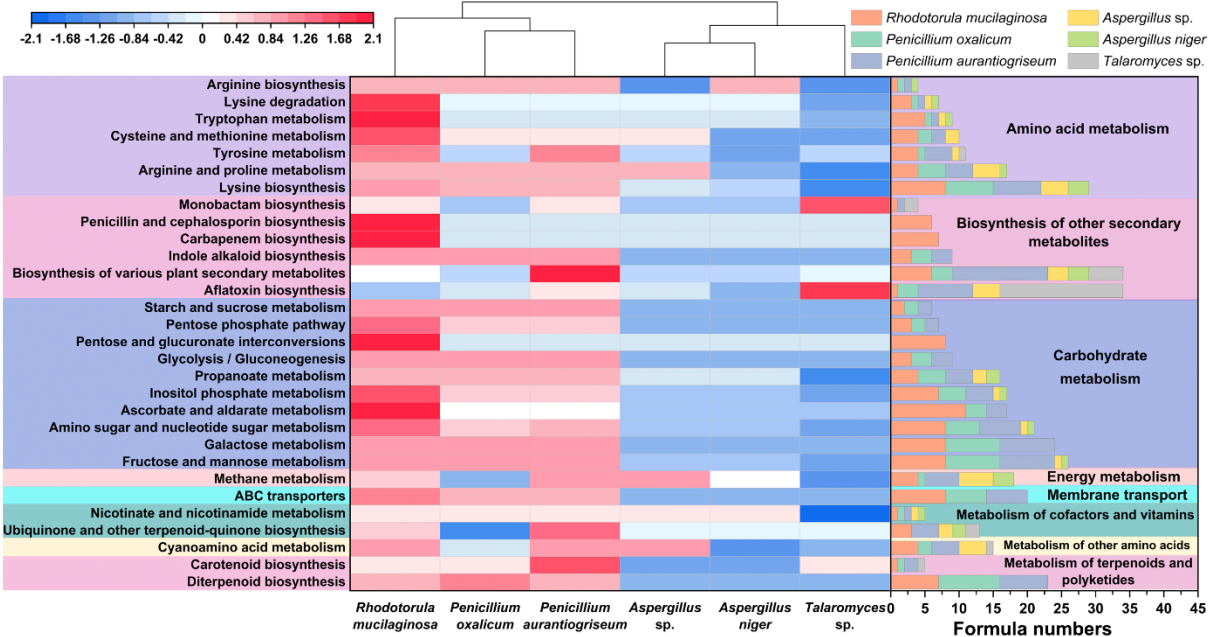 -2.1 -1.68 -1.26 -0.84 -0.42 0 0.42 0.84 1.26 1.68 2.1
Rhodotorula mucilaginosa
Aspergillus sp.
Penicillium oxalicum
Aspergillus niger
Penicillium aurantiogriseum
Talaromyces sp.
Arginine biosynthesis
Lysine degradation
Tryptophan metabolism
Cysteine and methionine metabolism
Tyrosine metabolism
Arginine and proline metabolism
Lysine biosynthesis
Monobactam biosynthesis
Penicillin and cephalosporin biosynthesis
Carbapenem biosynthesis
Indole alkaloid biosynthesis
Biosynthesis of various plant secondary metabolites
Aflatoxin biosynthesis
Starch and sucrose metabolism
Pentose phosphate pathway
Pentose and glucuronate interconversions
Glycolysis / Gluconeogenesis
Propanoate metabolism
Inositol phosphate metabolism
Ascorbate and aldarate metabolism
Amino sugar and nucleotide sugar metabolism
Galactose metabolism
Fructose and mannose metabolism
Methane metabolism
ABC transporters
Nicotinate and nicotinamide metabolism
Ubiquinone and other terpenoid-quinone biosynthesis
Cyanoamino acid metabolism
Carotenoid biosynthesis
Diterpenoid biosynthesis
Amino acid metabolism
Biosynthesis of other secondary
metabolites
Carbohydrate
metabolism
Energy metabolism
Membrane transport
Metabolism of cofactors and vitamins
Metabolism of other amino acids
Metabolism of terpenoids and
polyketides
Rhodotorula
mucilaginosa
Penicillium
oxalicum
Penicillium
aurantiogriseum
Aspergillus
sp.
Aspergillus
niger
Talaromyces
sp.
0 5 10 15 20 25 30 35 40 45
Formula numbers